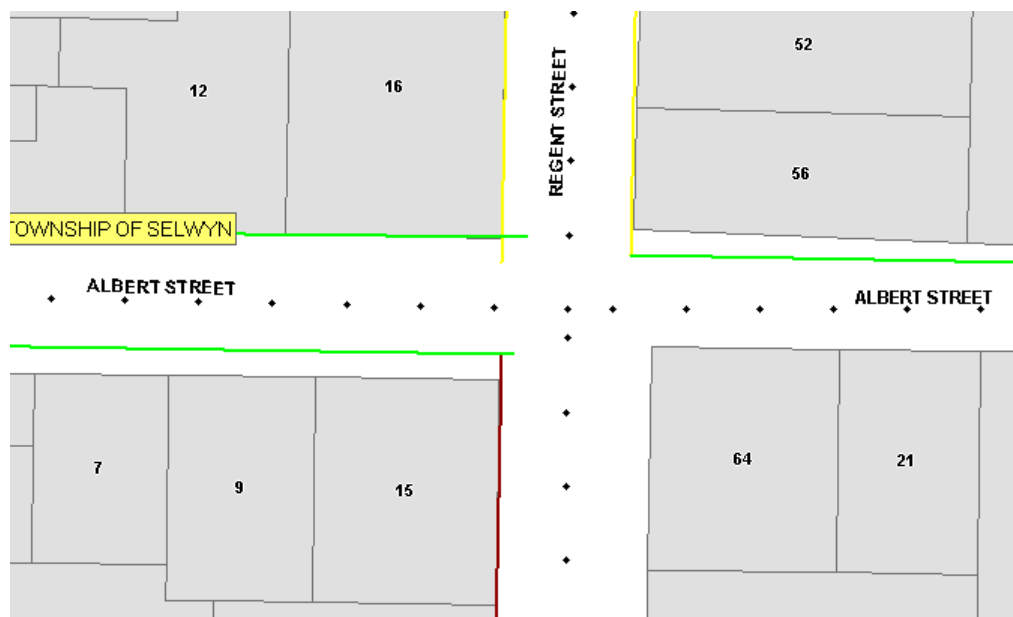 52
12
16
REGENT STREET
56
TOWNSHIP OF SELWYN
ALBERT STREET
ALBERT STREET
7
9
15
64
21